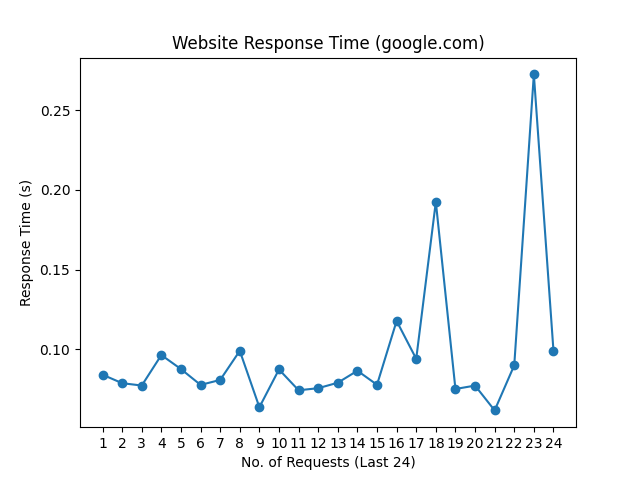 Website Response Time (google.com)
0.25
0.20
0.15
0.10
Response Time (s)
1 2 3 4 5 6 7 8 9 10 11 12 13 14 15 16 17 18 19 20 21 22 23 24
No. of Requests (Last 24)